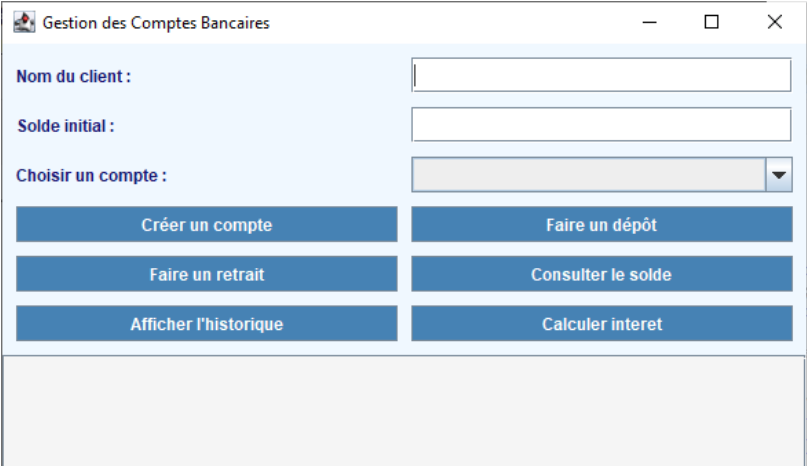 Gestion des Comptes Bancaires
Nom du client :
Solde initial :
Choisir un compte :
Créer un compte
Faire un dépôt
Faire un retrait
Consulter le solde
Afficher l'historique
Calculer interet